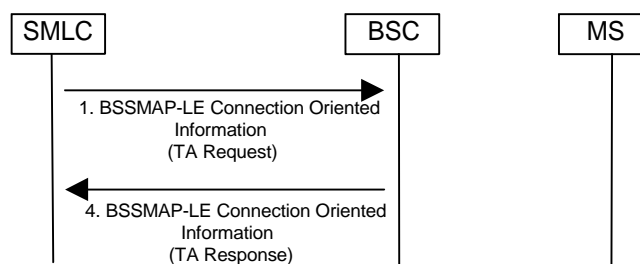 SMLC
BSC
MS
1. BSSMAP-LE Connection Oriented
Information
(TA Request)
4. BSSMAP-LE Connection Oriented
Information
(TA Response)